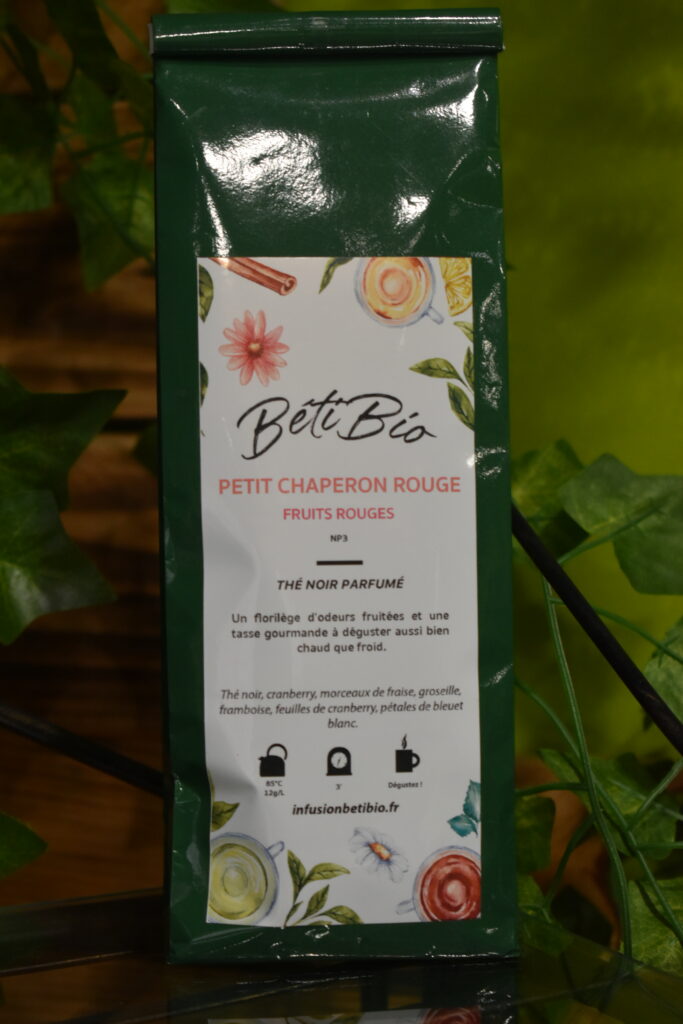 Béti Bio
PETIT CHAPERON ROUGE
FRUITS ROUGES
NP3
THÉ NOIR PARFUMÉ
Un florilège d'odeurs fruitées et une
tasse gourmande à déguster aussi bien
chaud que froid.
Thé noir, cranberry, morceaux de fraise, groseille,
framboise, feuilles de cranberry, pétales de bleuet
blanc.
85°C 3' Dégustez !
12g/L
infusionbetibio.fr